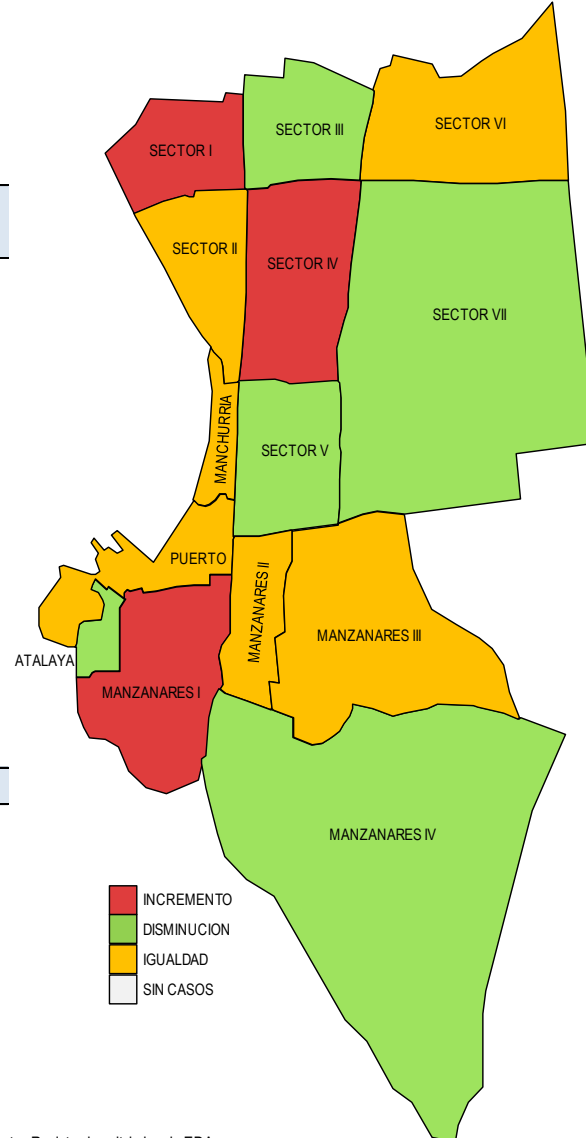 SECTOR VI
SECTOR III
SECTOR I
SECTOR II
SECTOR IV
SECTOR VII
MANCHURRIA
SECTOR V
PUERTO
MANZANARES II
MANZANARES III
ATALAYA
MANZANARES I
MANZANARES IV
INCREMENTO
DISMINUCION
IGUALDAD
SIN CASOS